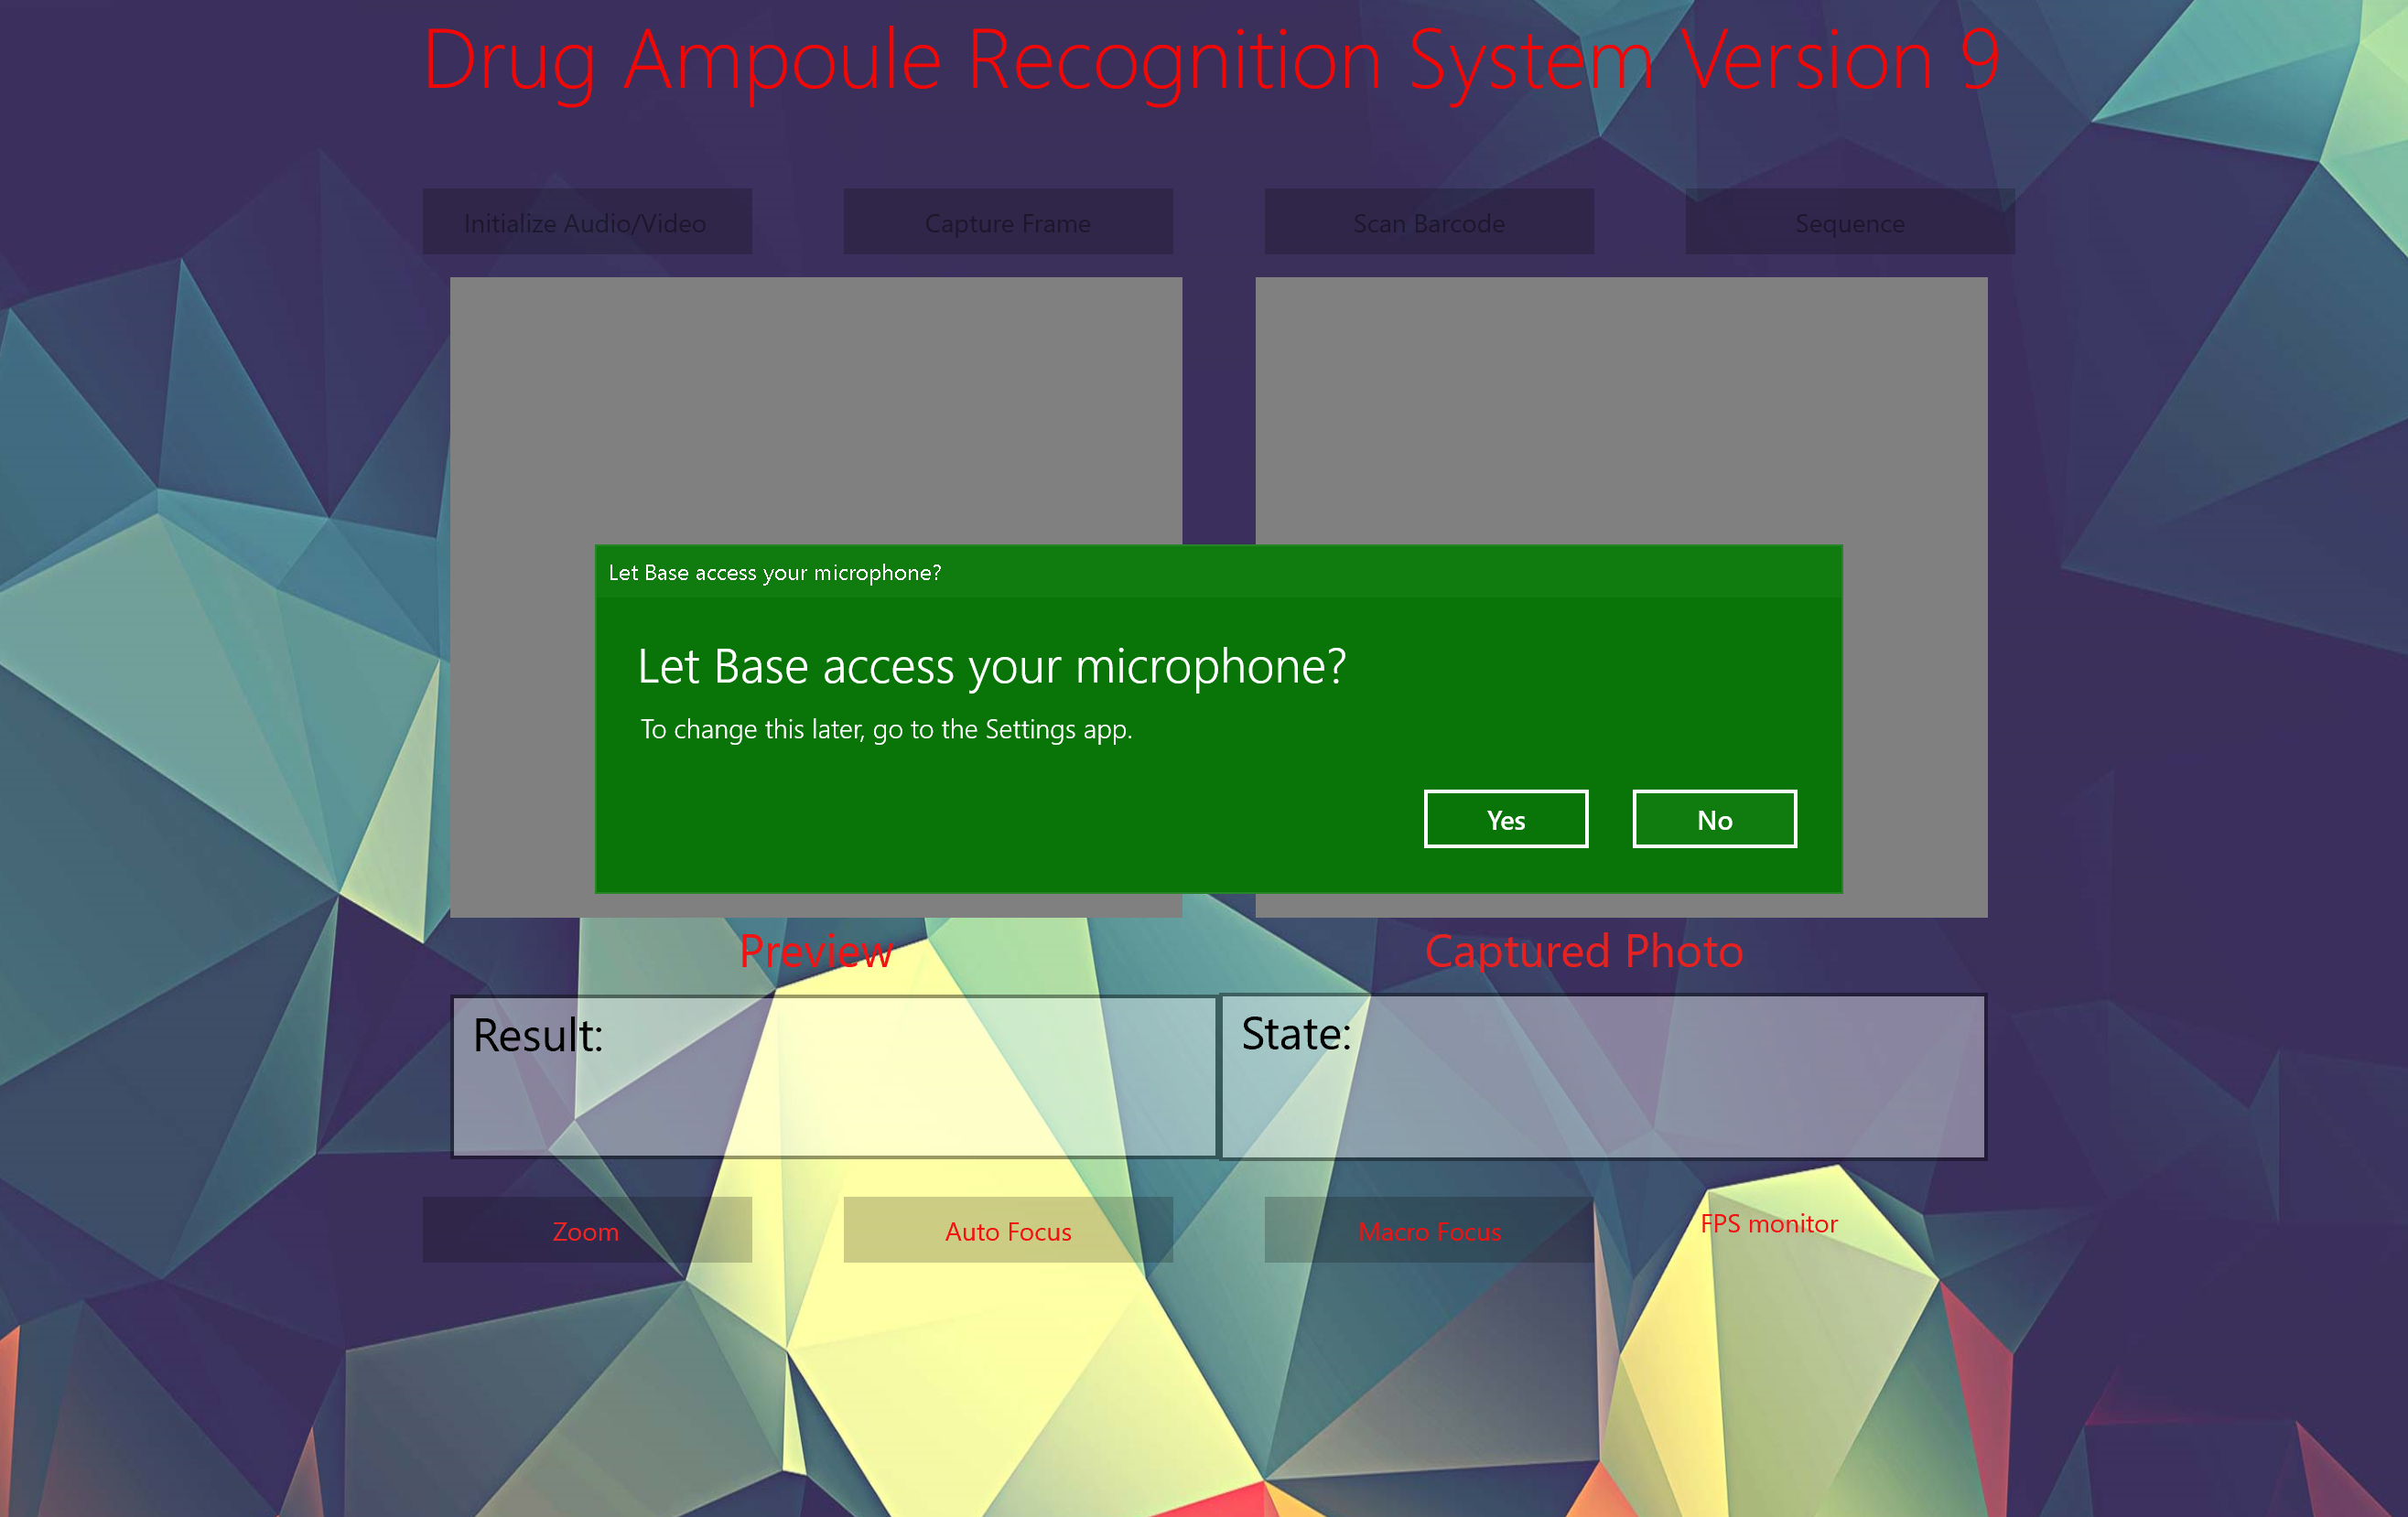 Drug Ampoule Recognition System Version 9
Initialize Audio/Video
Capture Frame
Scan Barcode
Sequence
Let Base access your microphone?
Let Base access your microphone?
To change this later, go to the Settings app.
Yes
No
Preview
Captured Photo
Result:
State:
Zoom
Auto Focus
Macro Focus
FPS monitor